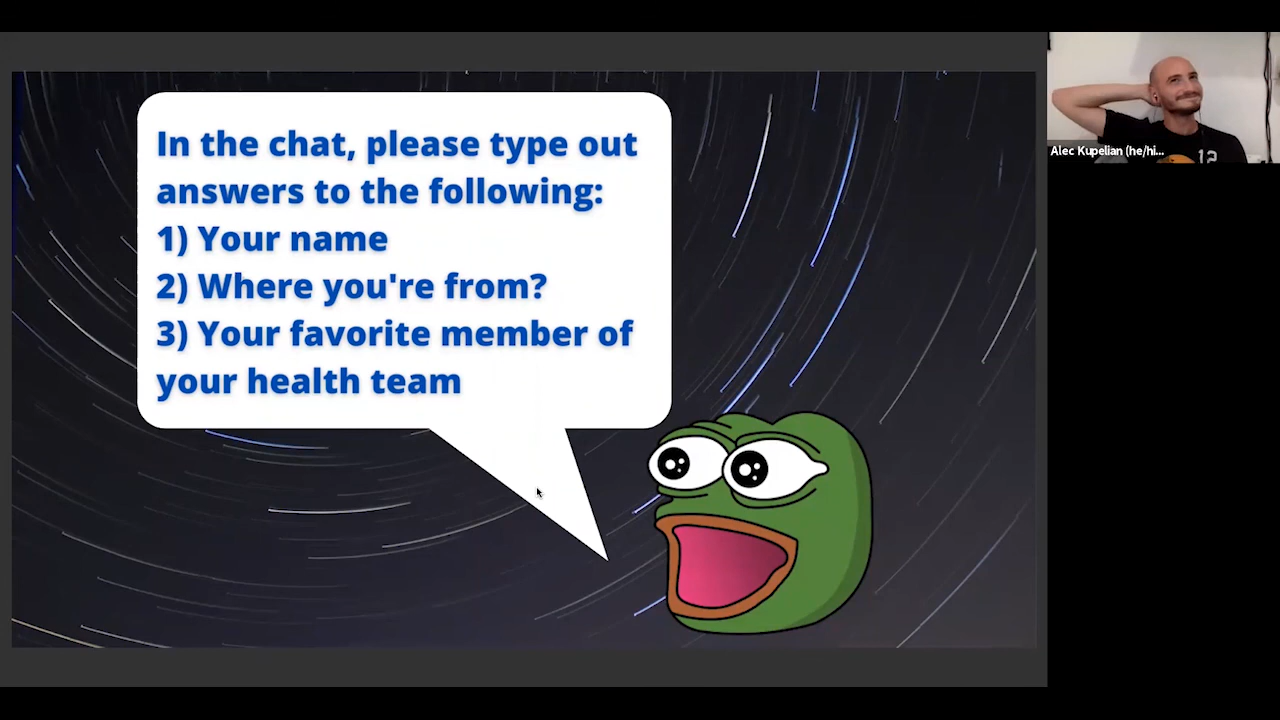 In the chat, please type out
answers to the following:
1) Your name
2) Where you're from?
3) Your favorite member of
your health team
Alec Kupelian (he/hi...
12